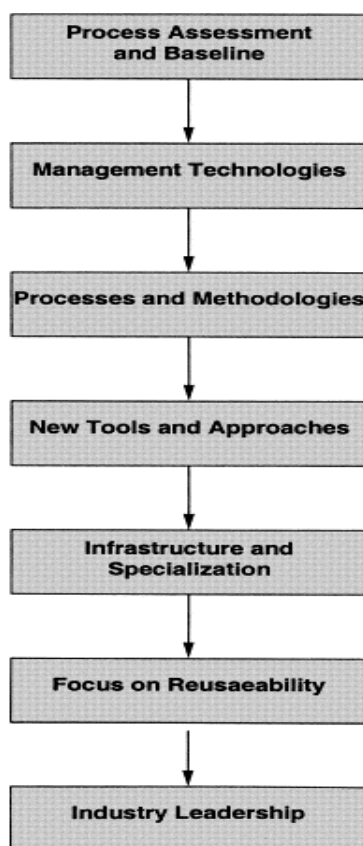 Process Assessment
and Baseline
Management Technologies
Processes and Methodologies
New Tools and Approaches
Infrastructure and
Specialization
Focus on Reusaeability
Industry Leadership